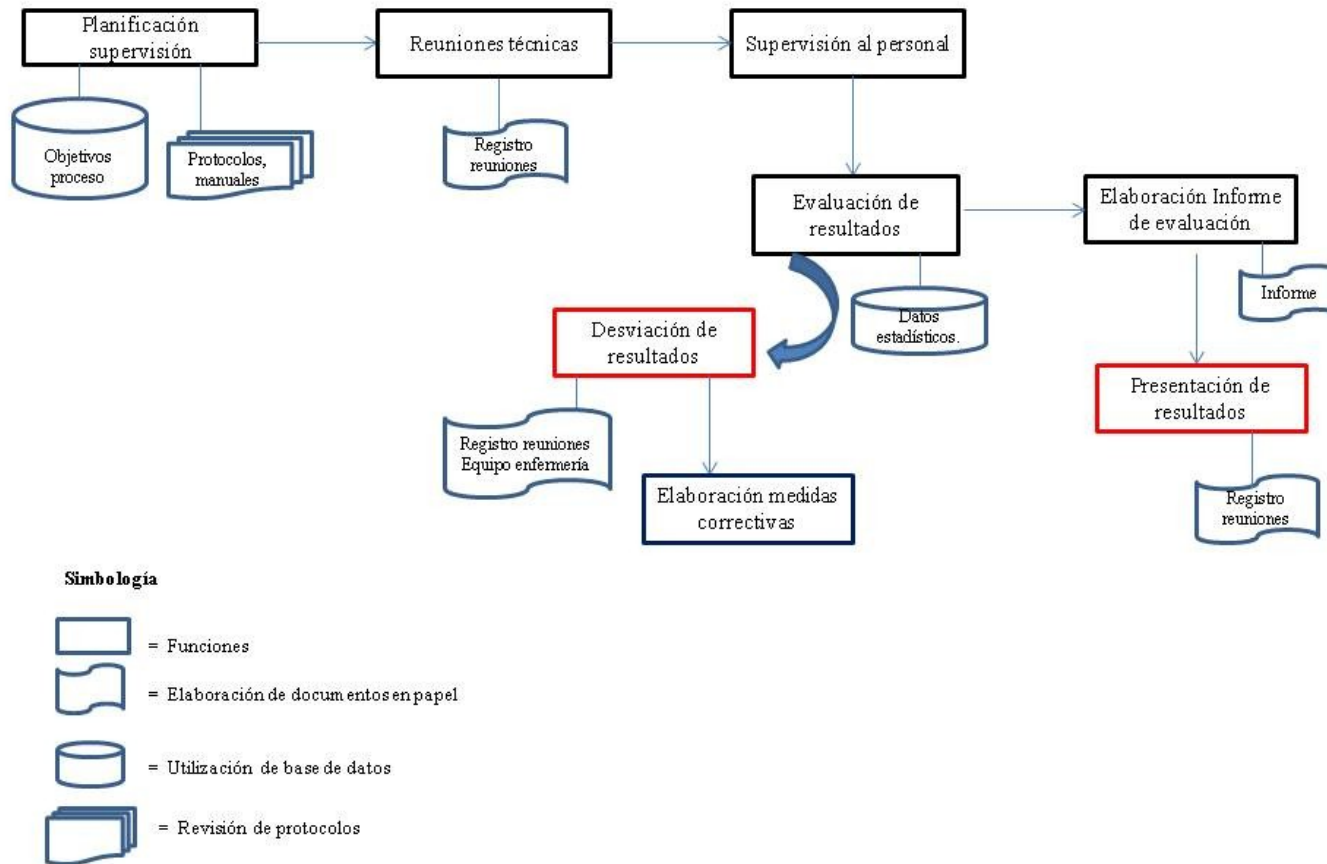 Planificación
supervisión
Reuniones técnicas
Supervisión al personal
Objetivos
proceso
Protocolos,
manuales
Registro
reuniones
Evaluación de
resultados
Elaboración Informe
de evaluación
Informe
Datos
estadísticos.
Desviación de
resultados
Presentación de
resultados
Registro reuniones
Equipo enfermería
Elaboración medidas
correctivas
Registro
reuniones
Simbología
= Funciones
= Elaboración de documentos en papel
= Utilización de base de datos
= Revisión de protocolos